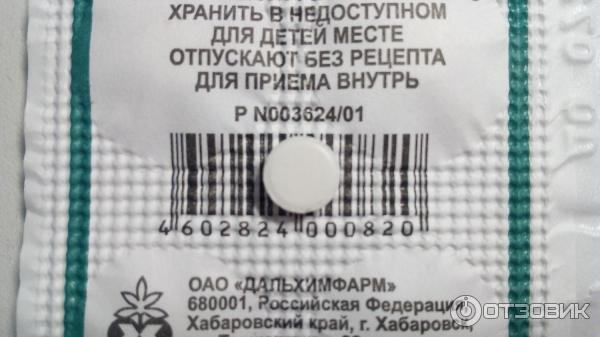 ХРАНИТЬ В НЕДОСТУПНОМ
ДЛЯ ДЕТЕЙ МЕСТЕ
ОТПУСКАЮТ БЕЗ РЕЦЕПТА
ДЛЯ ПРИЕМА ВНУТРЬ
Р N003624/01
4 602824 000820
ОАО «ДАЛЬХИМФАРМ»
680001, Российская Федерация,
Хабаровский край, г. Хабаровск,
ОТЗОВИК